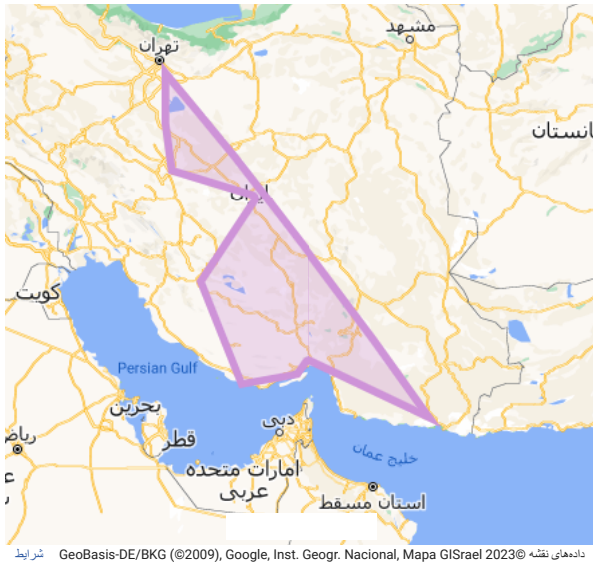 مشهد
تهران
انستان
ایران
کویت
Persian Gulf
بحرین
قطر
ریاض
دبی
خلیج عمان
امارات متحده
عربی
استان مسقط
شرایط GeoBasis-DE/BKG (©2009), Google, Inst. Geogr. Nacional, Mapa GISrael 2023© داده‌های نقشه